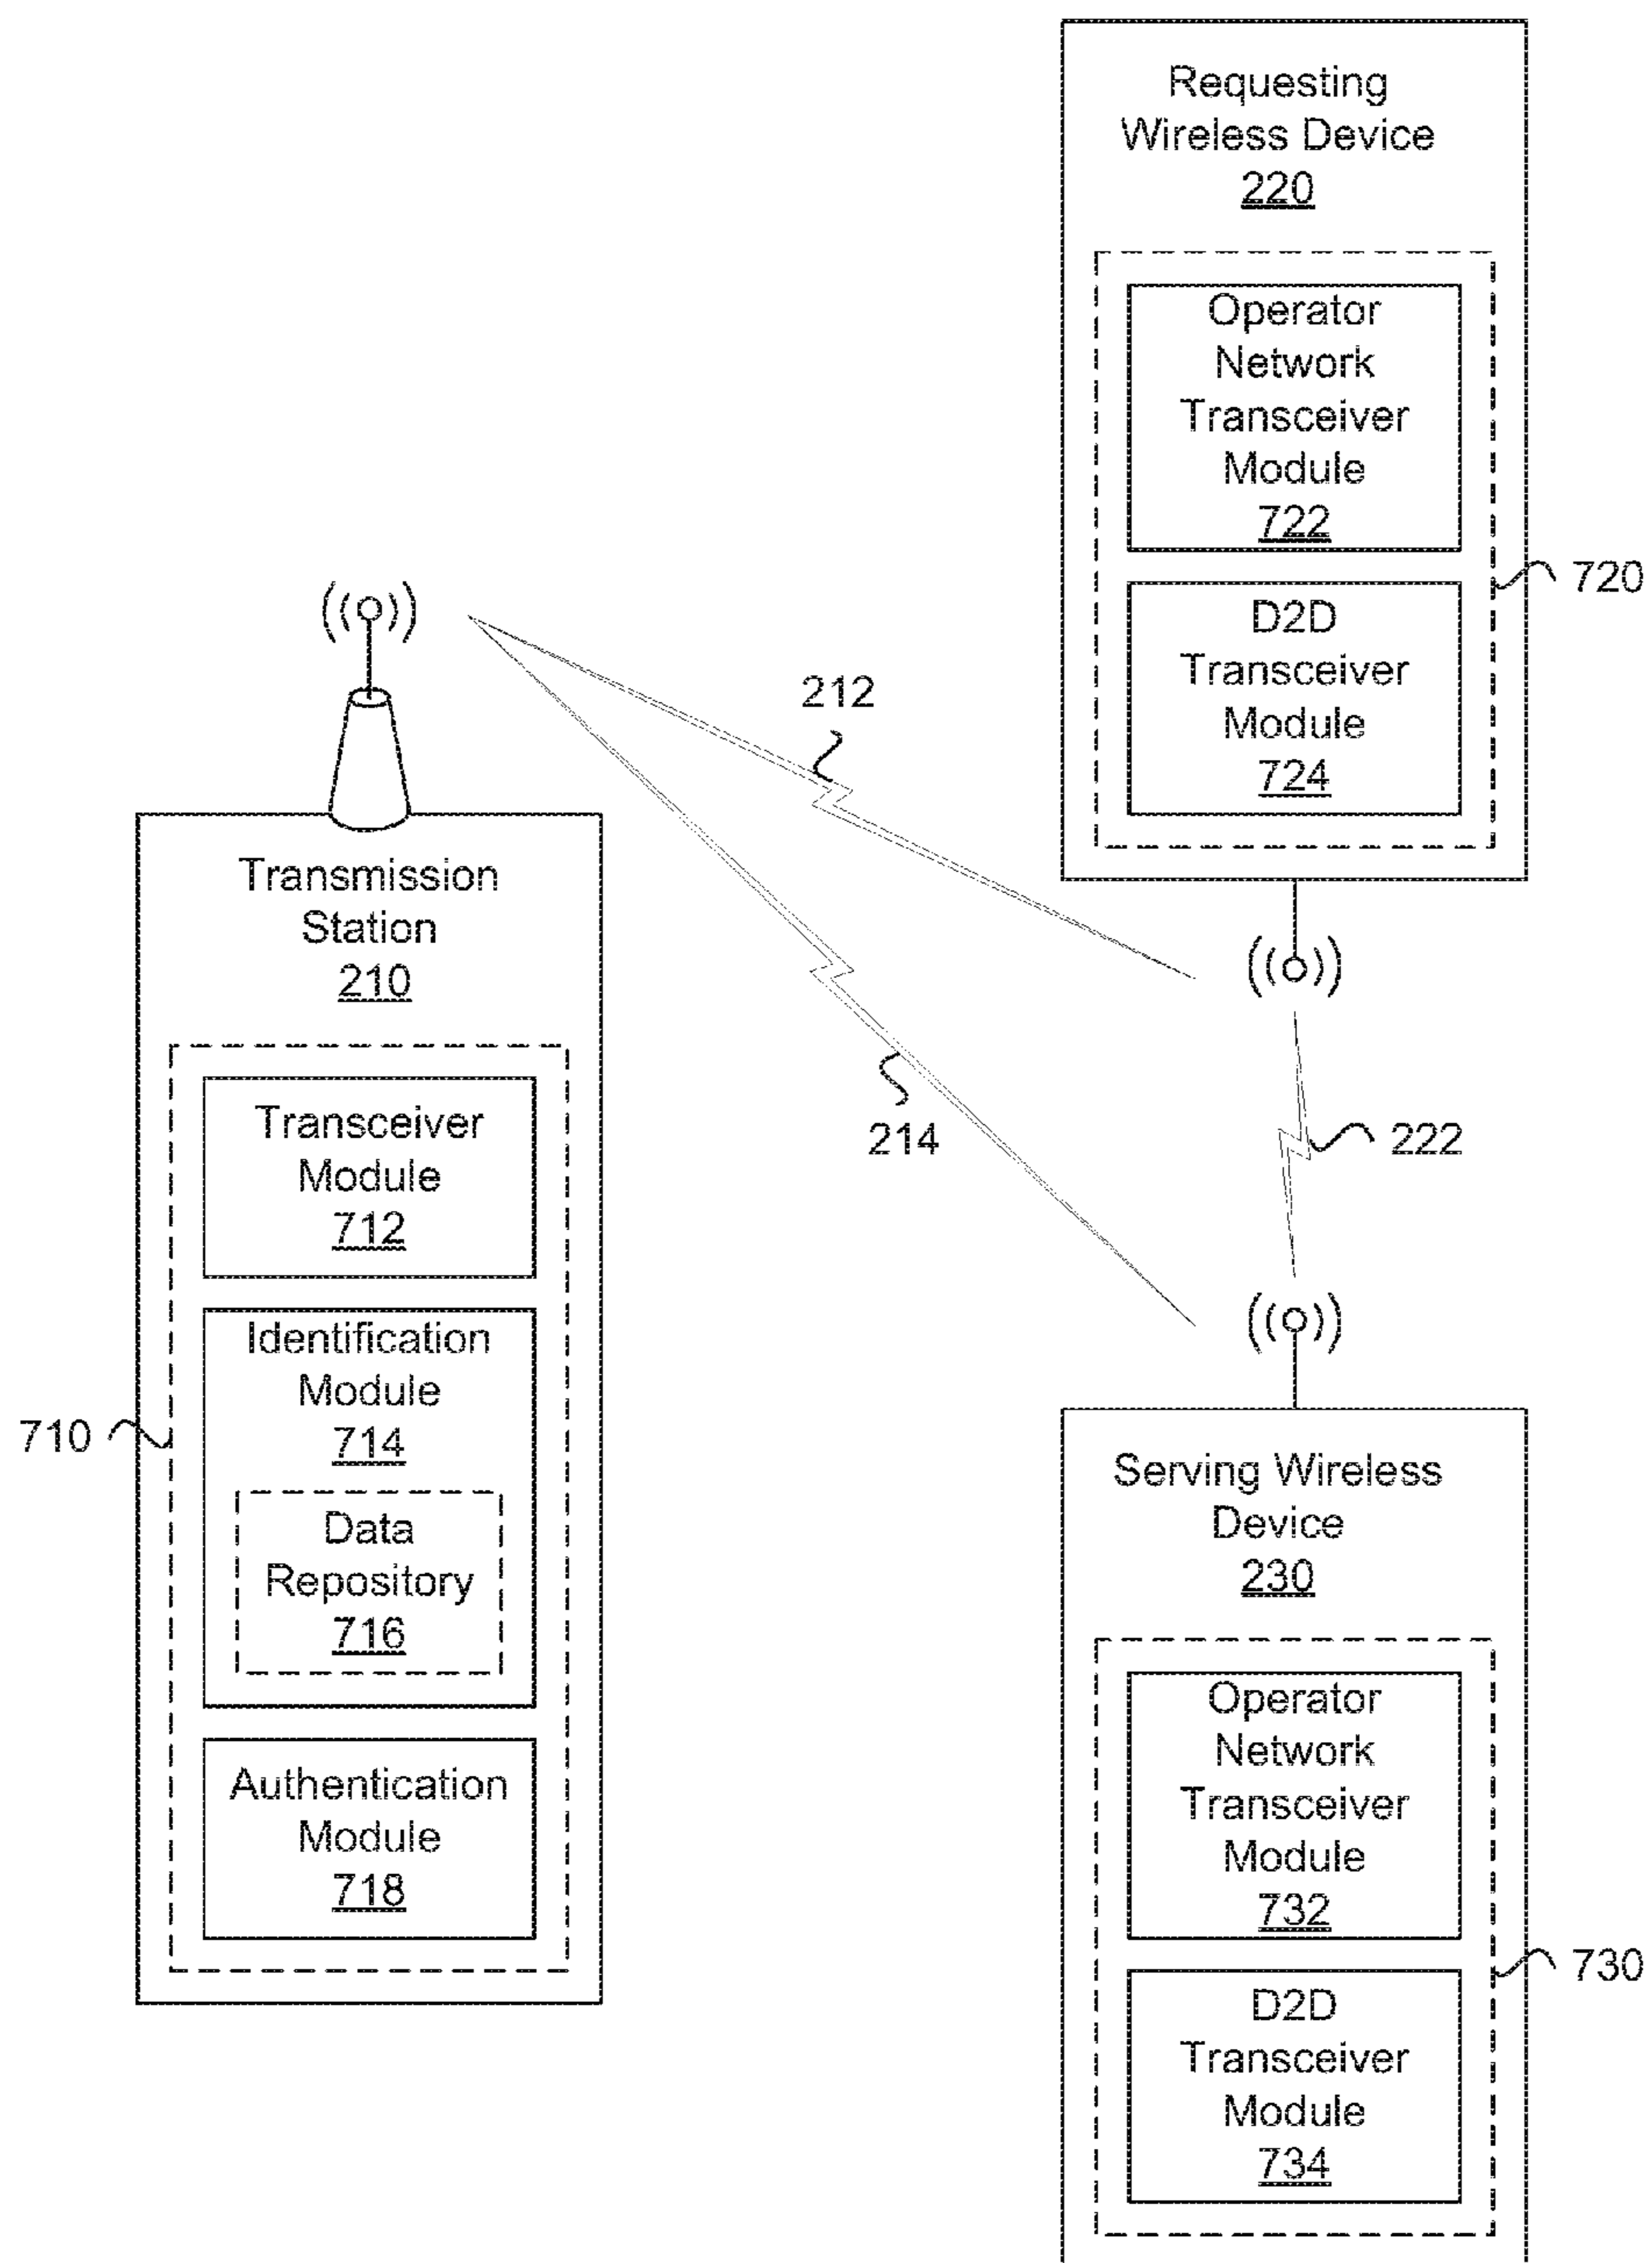 Requesting
Wireless Device
220
Operator
Network
Transceiver
Module
722
720
D2D
Transceiver
Module
724
212
Transmission
Station
210
Transceiver
Module
712
214
222
Identification
Module
714
710
Data
Repository
716
Authentication
Module
718
Serving Wireless
Device
230
Operator
Network
Transceiver
Module
732
730
D2D
Transceiver
Module
734